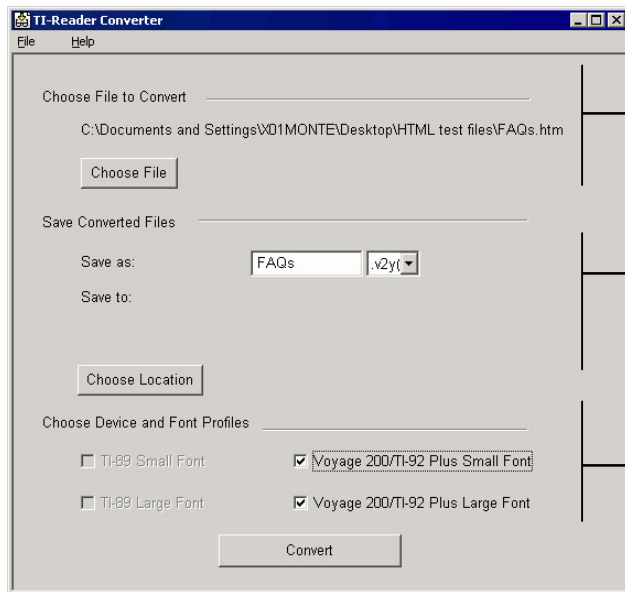 TI-Reader Converter
File Help
Choose File to Convert
C:\Documents and Settings\X01MONTE\Desktop\HTML test files\FAQs.htm
Choose File
Save Converted Files
Save as: FAQs .v2y(
Save to:
Choose Location
Choose Device and Font Profiles
TI-89 Small Font Voyage 200/TI-92 Plus Small Font
TI-89 Large Font Voyage 200/TI-92 Plus Large Font
Convert